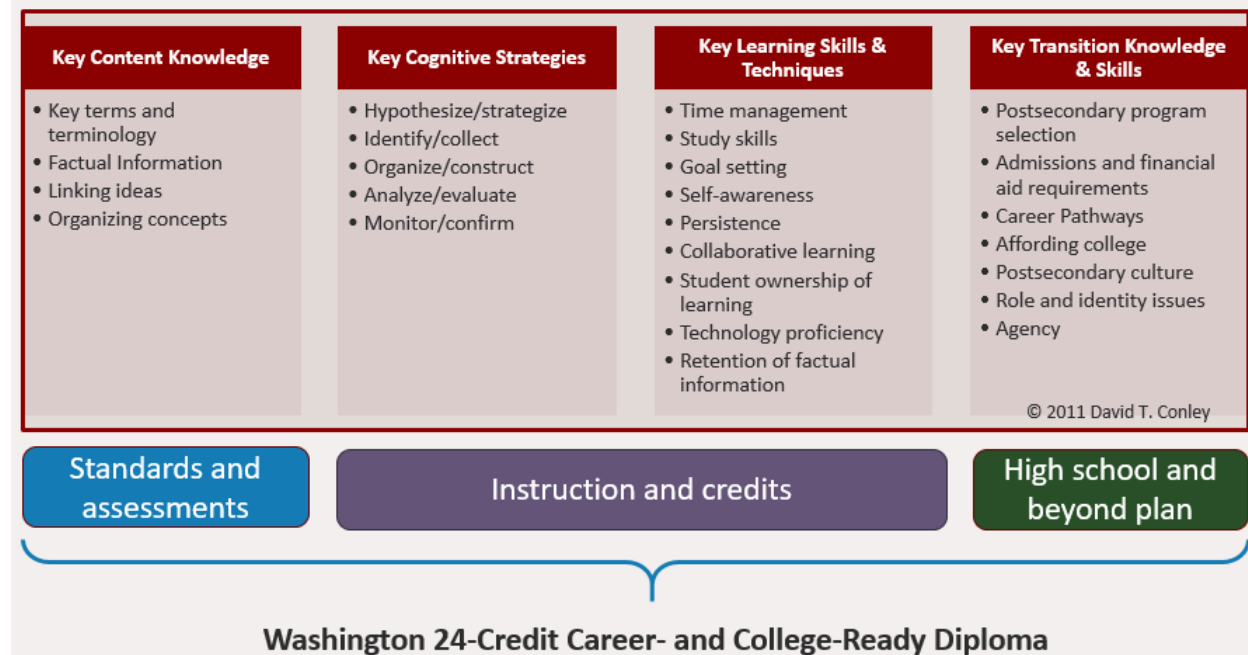 Key Content Knowledge
• Key terms and
terminology
• Factual Information
• Linking ideas
• Organizing concepts
Key Cognitive Strategies
• Hypothesize/strategize
• Identify/collect
• Organize/construct
• Analyze/evaluate
• Monitor/confirm
Key Learning Skills &
Techniques
• Time management
• Study skills
• Goal setting
• Self-awareness
• Persistence
• Collaborative learning
• Student ownership of
learning
• Technology proficiency
• Retention of factual
information
Key Transition Knowledge
& Skills
• Postsecondary program
selection
• Admissions and financial
aid requirements
• Career Pathways
• Affording college
• Postsecondary culture
• Role and identity issues
• Agency
© 2011 David T. Conley
Standards and
assessments
Instruction and credits
High school and
beyond plan
Washington 24-Credit Career- and College-Ready Diploma